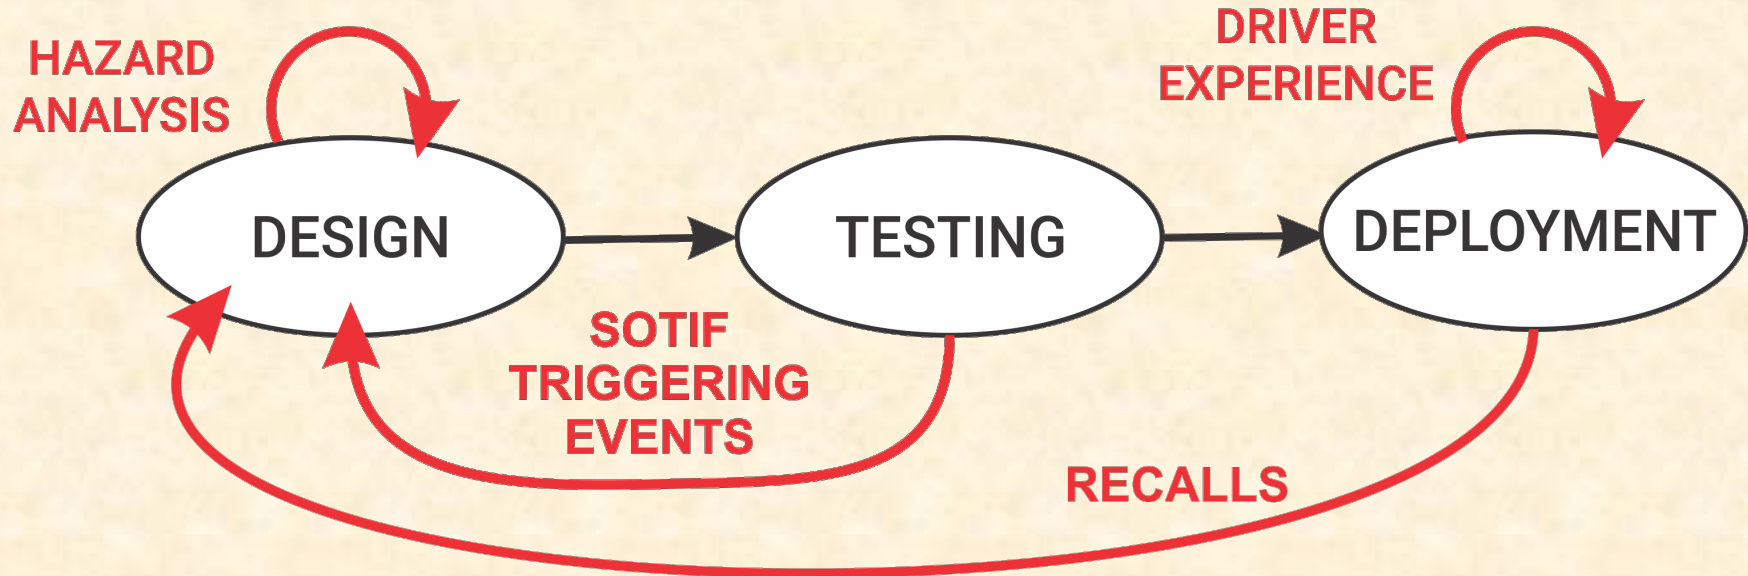 HAZARD
ANALYSIS
DRIVER
EXPERIENCE
DESIGN
TESTING
DEPLOYMENT
SOTIF
TRIGGERING
EVENTS
RECALLS